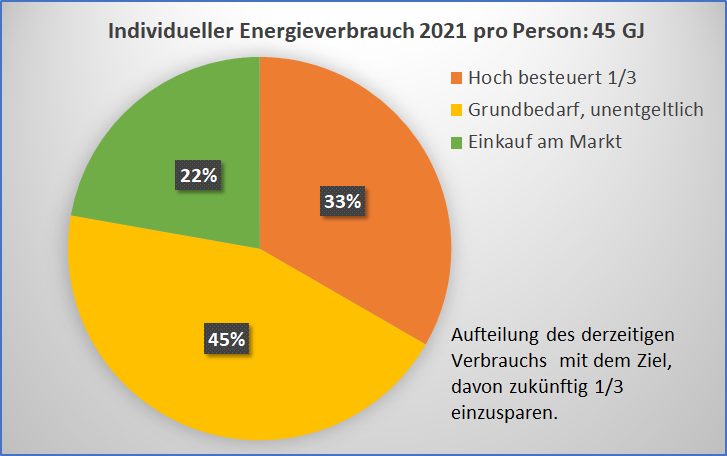 Individueller Energieverbrauch 2021 pro Person: 45 GJ
Hoch besteuert 1/3
Grundbedarf, unentgeltlich
Einkauf am Markt
22%
33%
45%
Aufteilung des derzeitigen
Verbrauchs mit dem Ziel,
davon zukünftig 1/3
einzusparen.